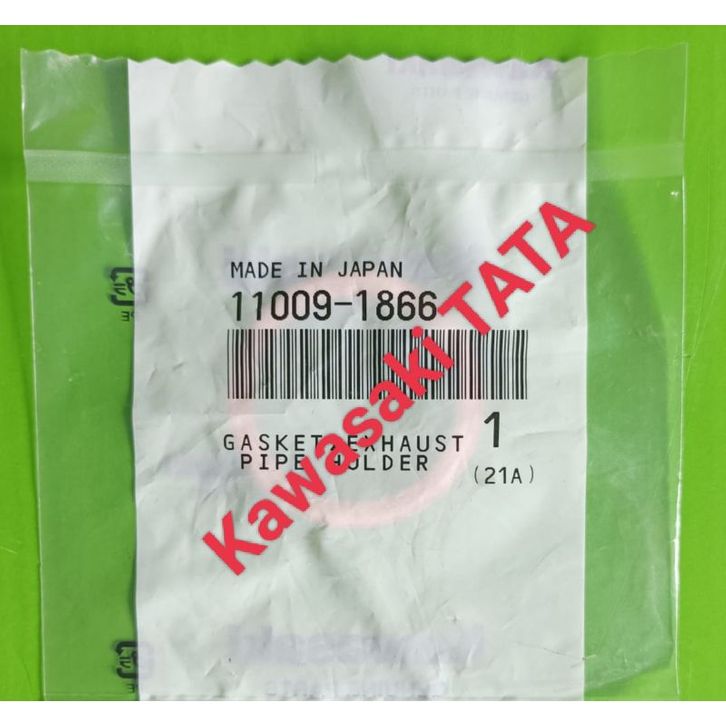 MADE IN JAPAN
11009-1866
Kawasaki TATA
GASKET,EXHAUST 1
PIPE HOLDER (21A)